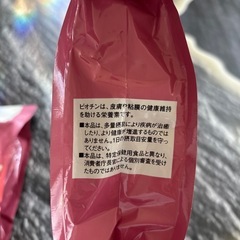 ビオチンは、皮膚や粘膜の健康維持
を助ける栄養素です。
■本品は、多量摂取により疾病が治癒
したり、より健康が増進するものでは
ありません。1日の摂取目安量を守っ
てください。
■本品は、特定保健用食品と異なり、
消費者庁長官による個別審査を受け
たものではありません。